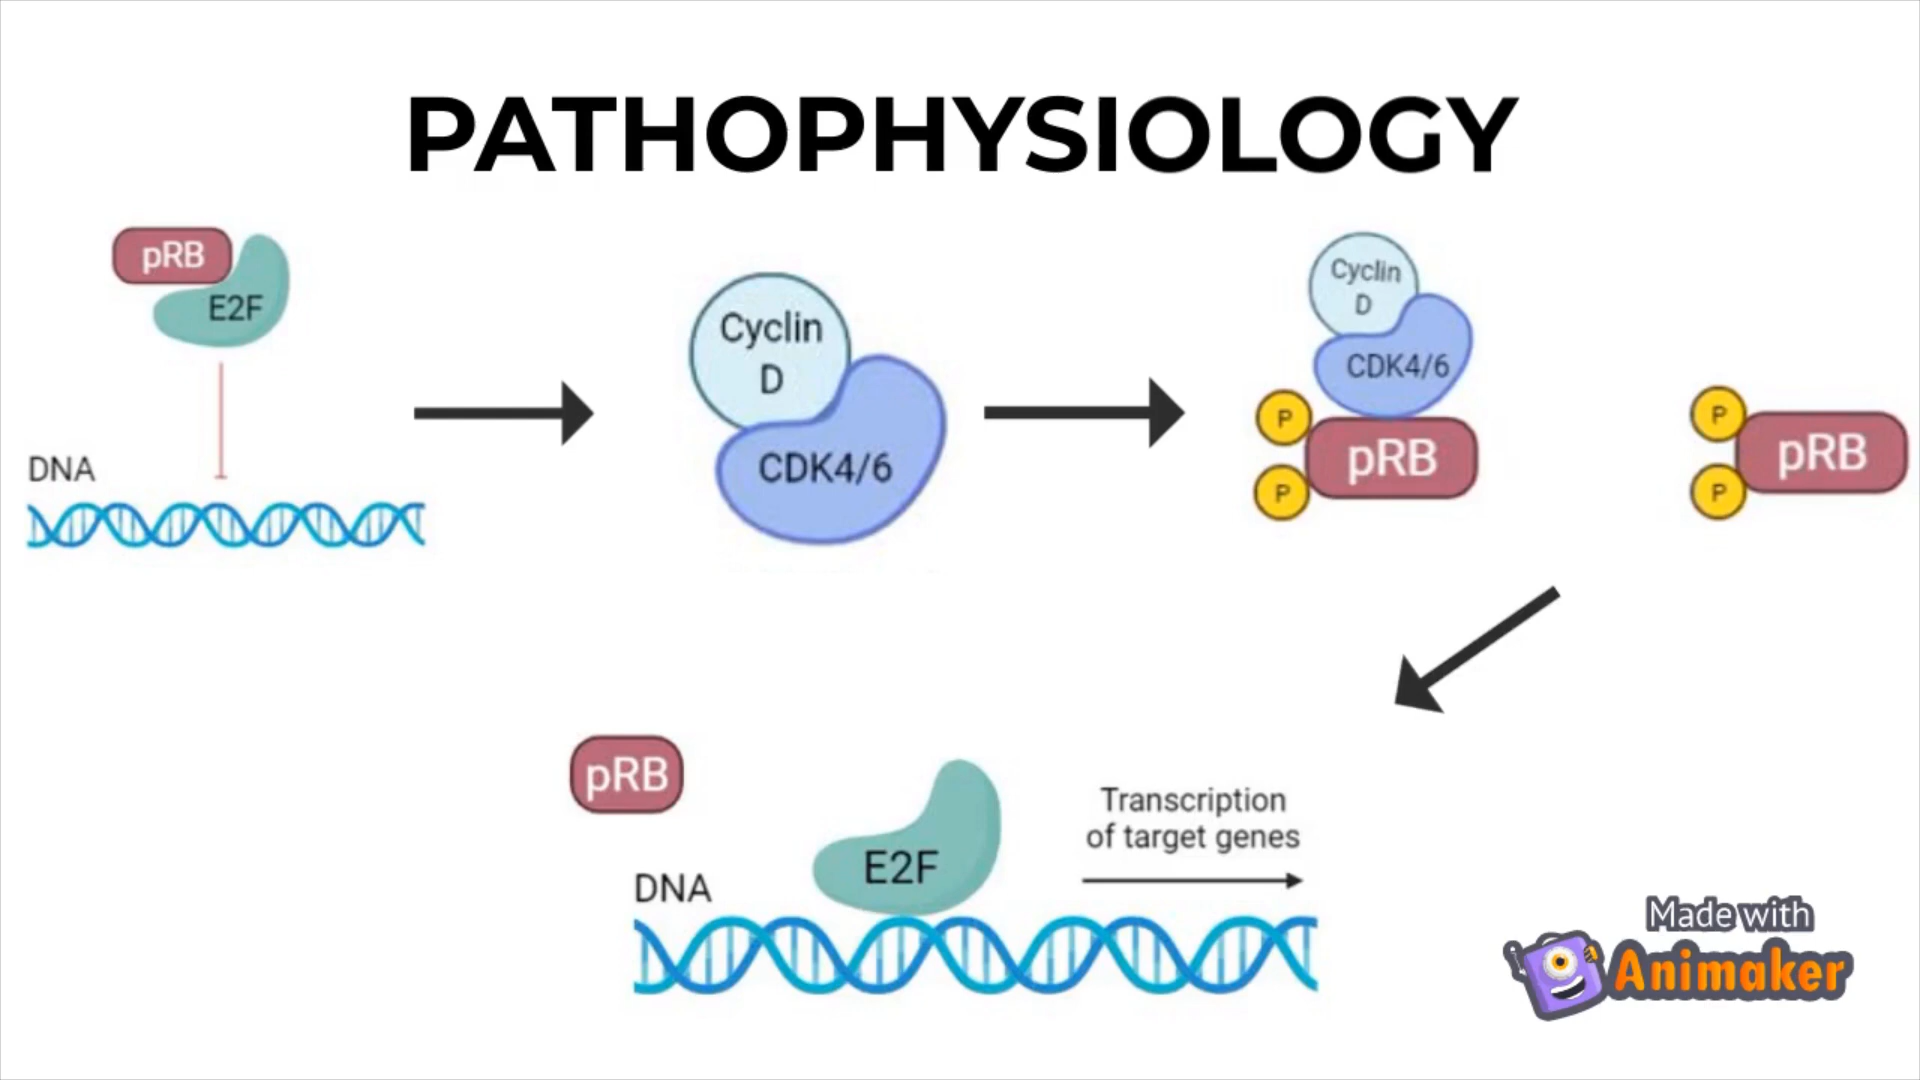 PATHOPHYSIOLOGY
pRB
E2F
DNA
Cyclin
D
CDK4/6
Cyclin
D
CDK4/6
P
P
pRB
P
P
pRB
pRB
E2F
DNA
Transcription
of target genes
Made with
Animaker